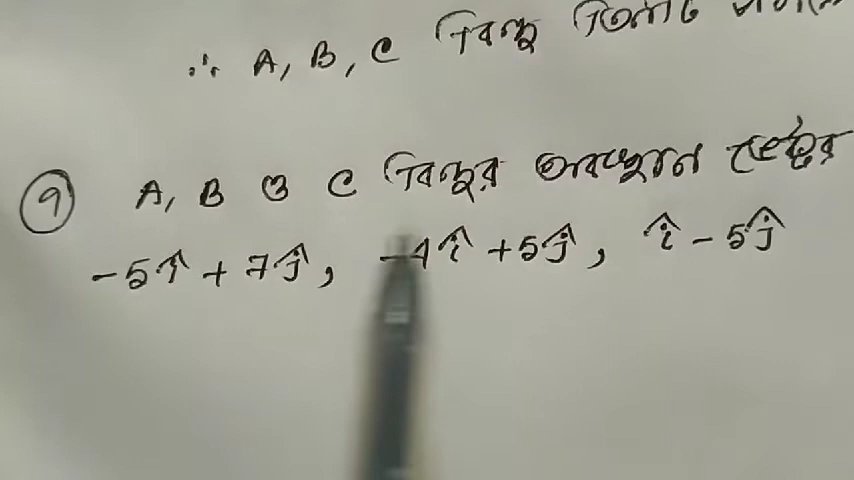 ∴ A, B, C বিন্দু তিনটি
৭ A, B ও C বিন্দুর অবস্থান ভেক্টর
-5î + 7ĵ, -4î + 5ĵ, î - 5ĵ